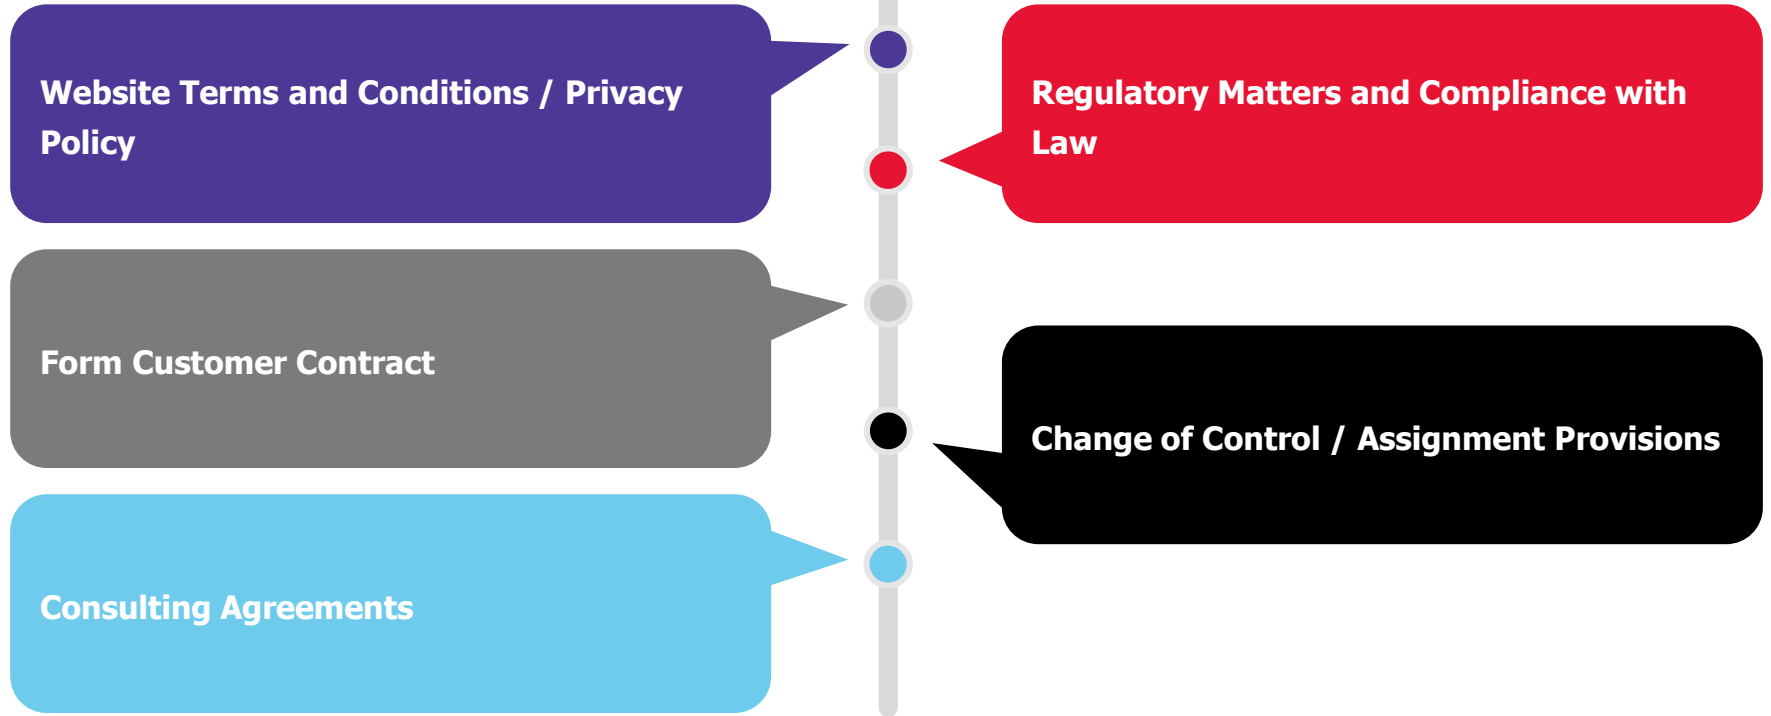 Website Terms and Conditions / Privacy
Policy
Regulatory Matters and Compliance with
Law
Form Customer Contract
Change of Control / Assignment Provisions
Consulting Agreements